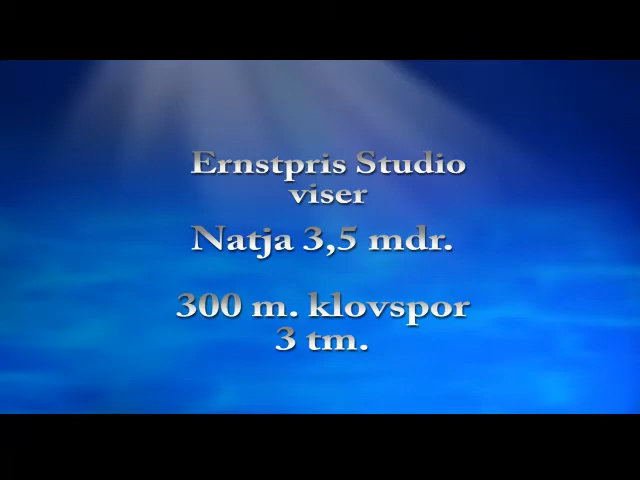 Ernstpris Studio
viser
Natja 3,5 mdr.
300 m. klovspor
3 tm.